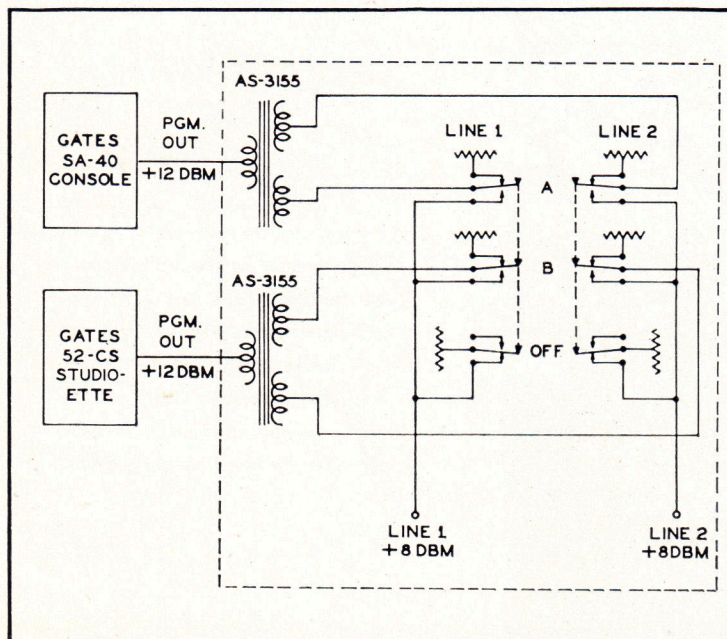 AS-3155
LINE 1
LINE 2
GATES
SA-40
CONSOLE
PGM.
OUT
+12 DBM
A
B
AS-3155
GATES
52-CS
STUDIO-
ETTE
PGM.
OUT
+12 DBM
OFF
LINE 1
+8 DBM
LINE 2
+8DBM